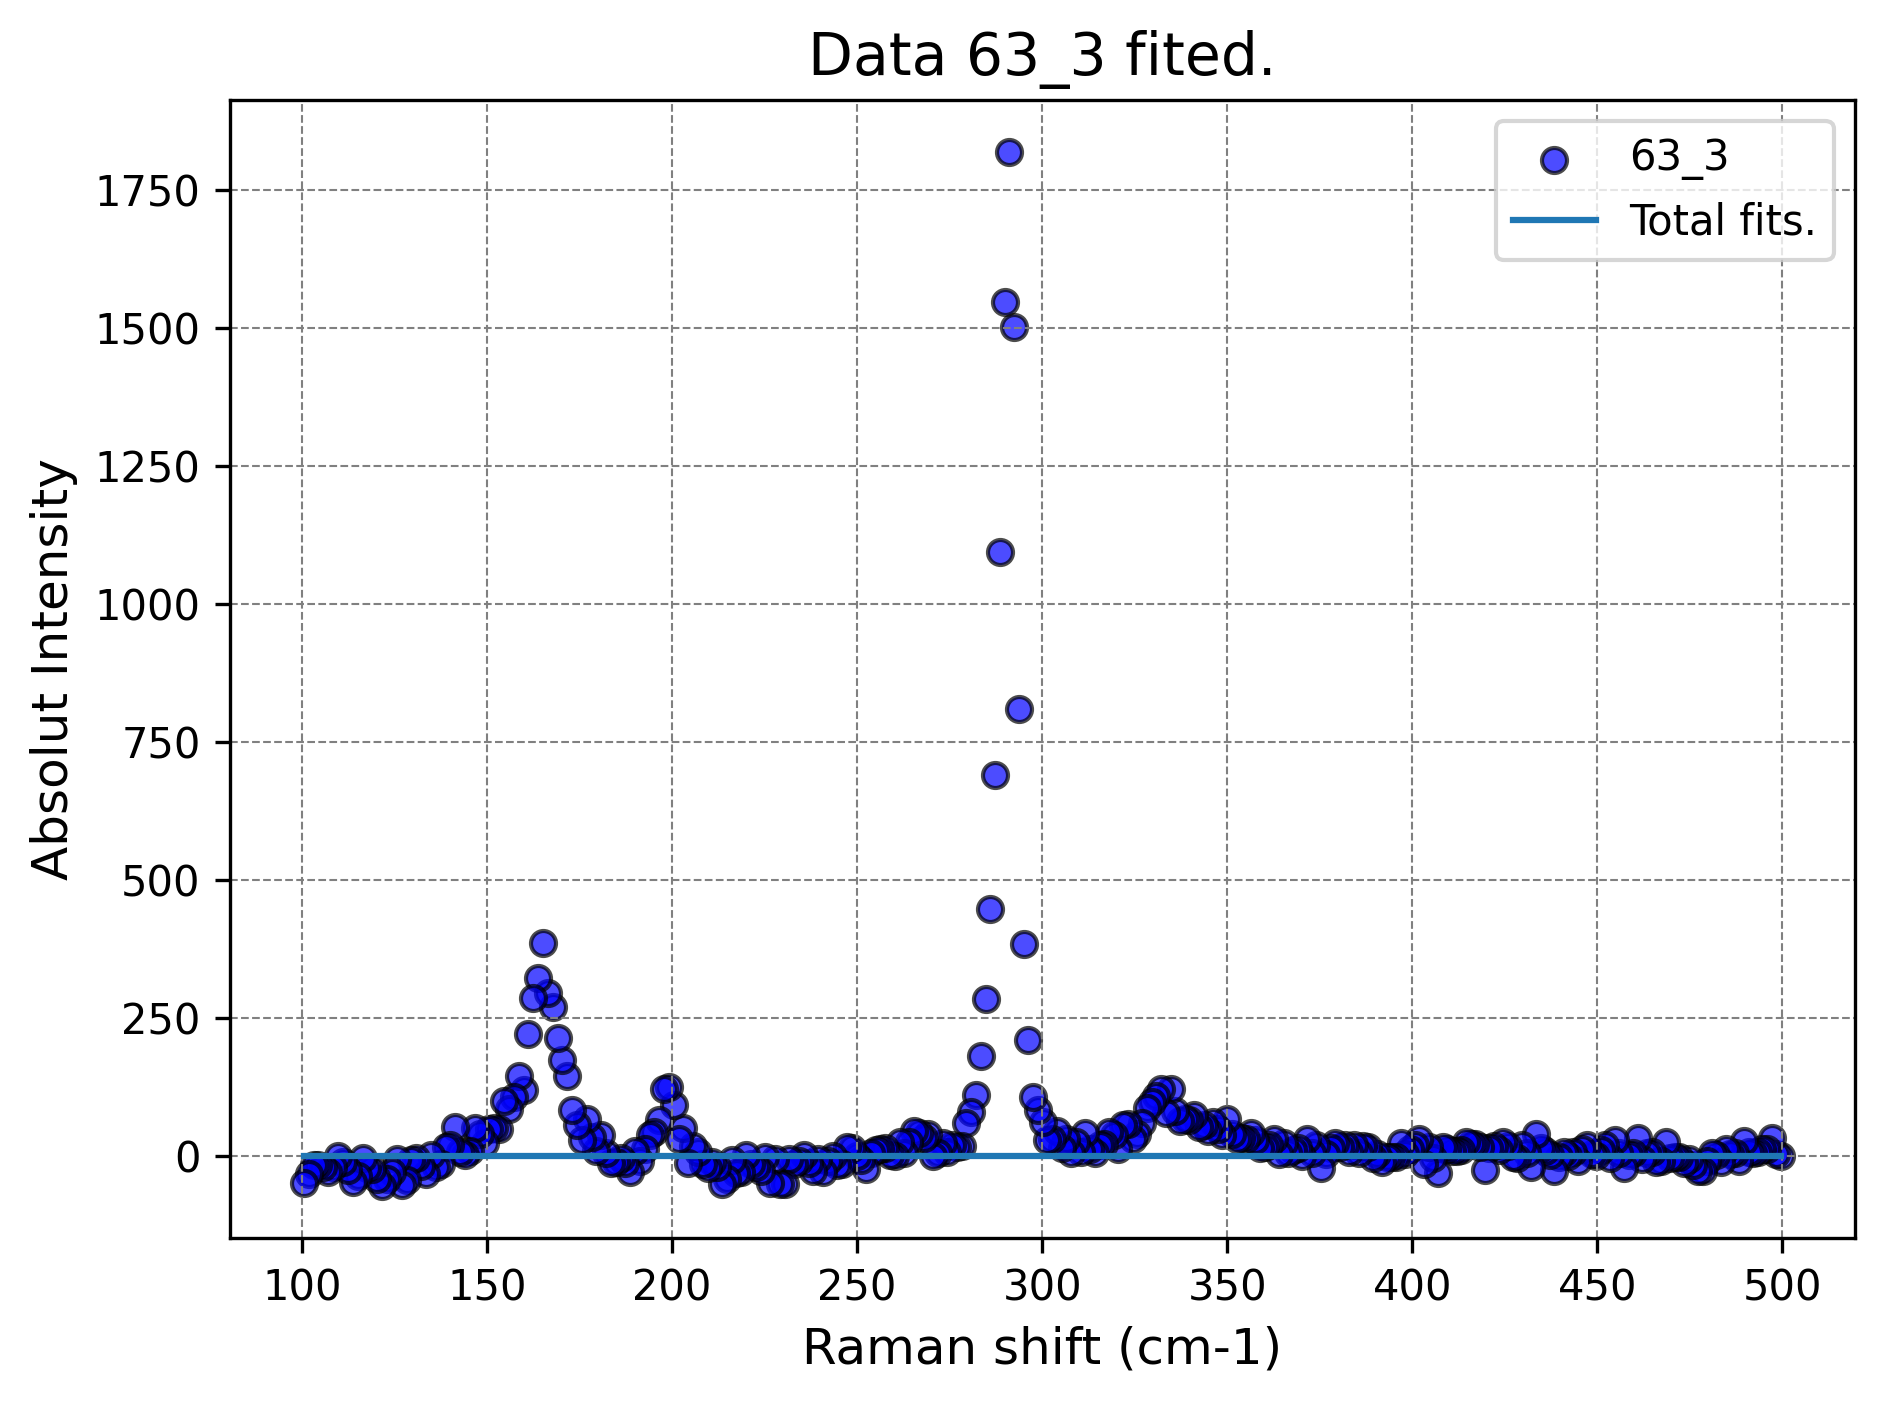 Data 63_3 fited.
63_3
Total fits.
Absolut Intensity
1750
1500
1250
1000
750
500
250
0
100 150 200 250 300 350 400 450 500
Raman shift (cm-1)